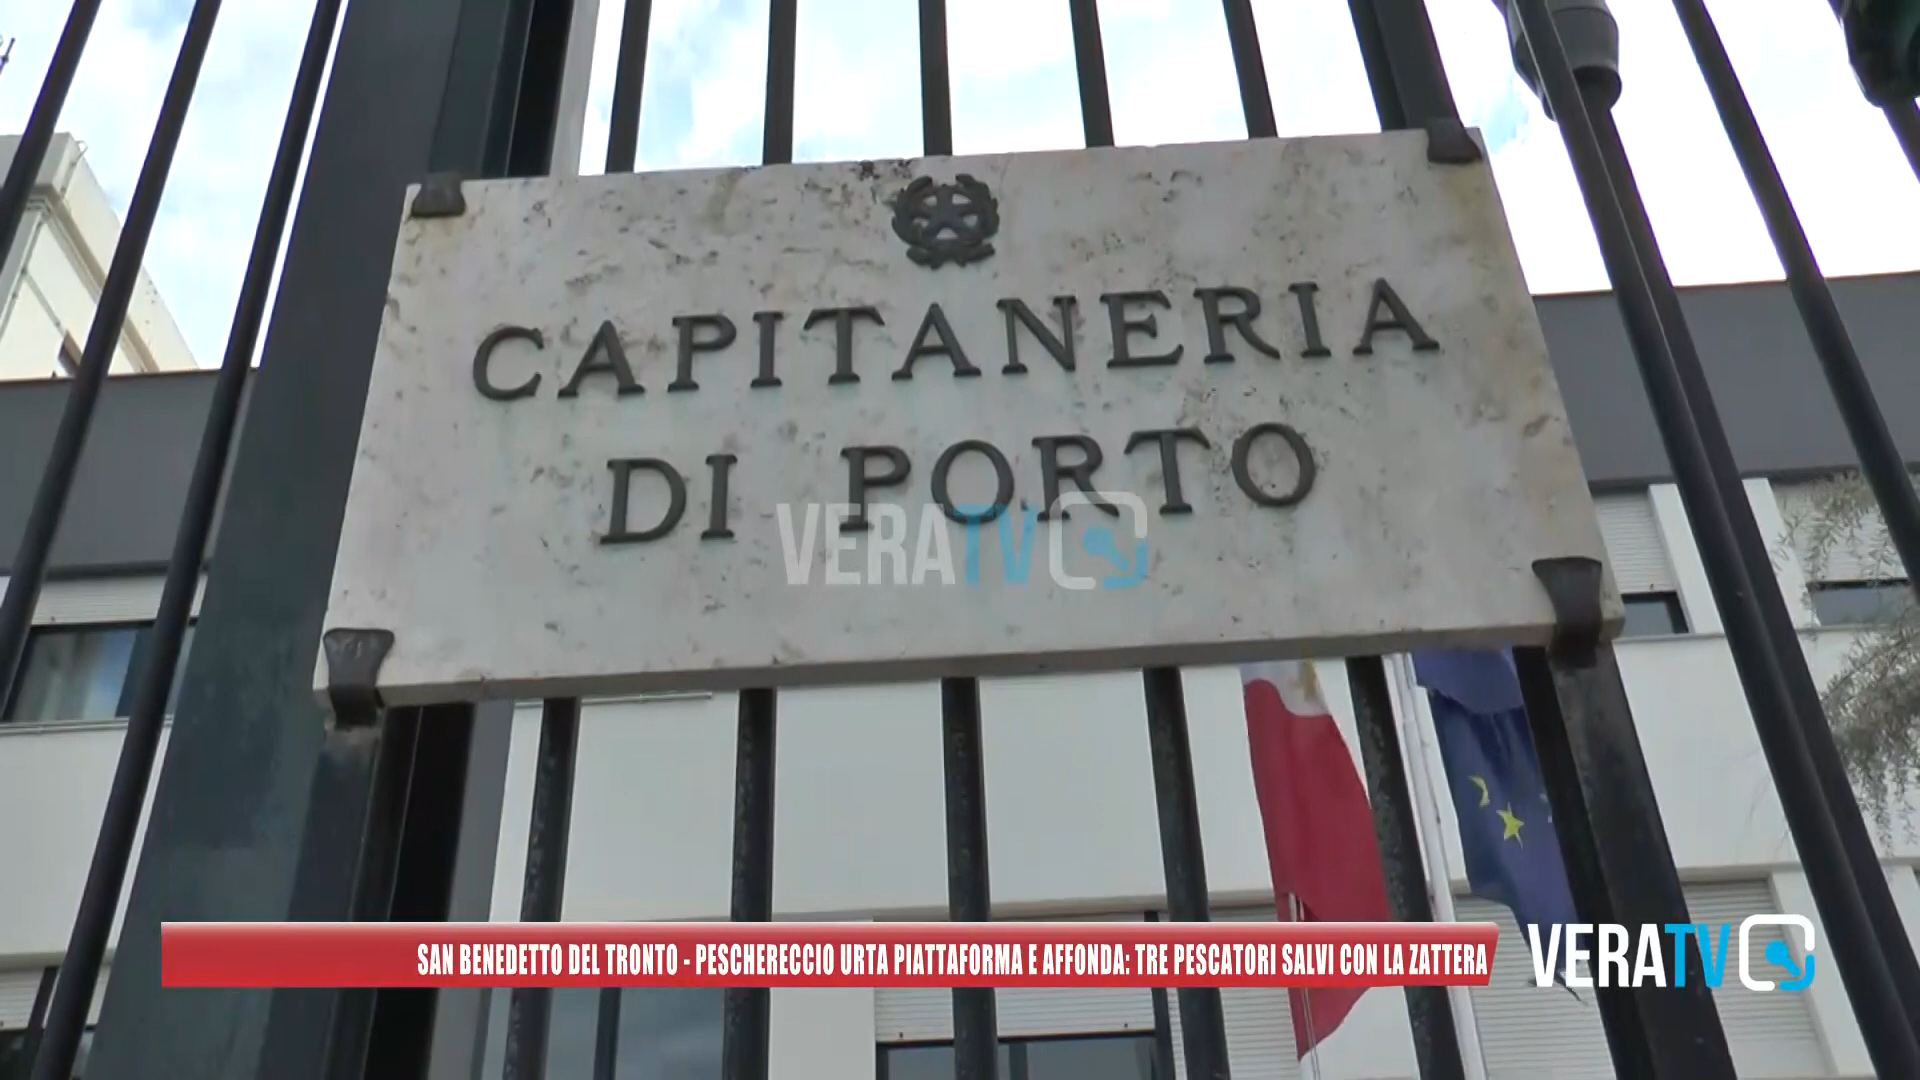 CAPITANERIA
DI PORTO
VERATV
SAN BENEDETTO DEL TRONTO - PESCHERECCIO URTA PIATTAFORMA E AFFONDA: TRE PESCATORI SALVI CON LA ZATTERA
VERATV